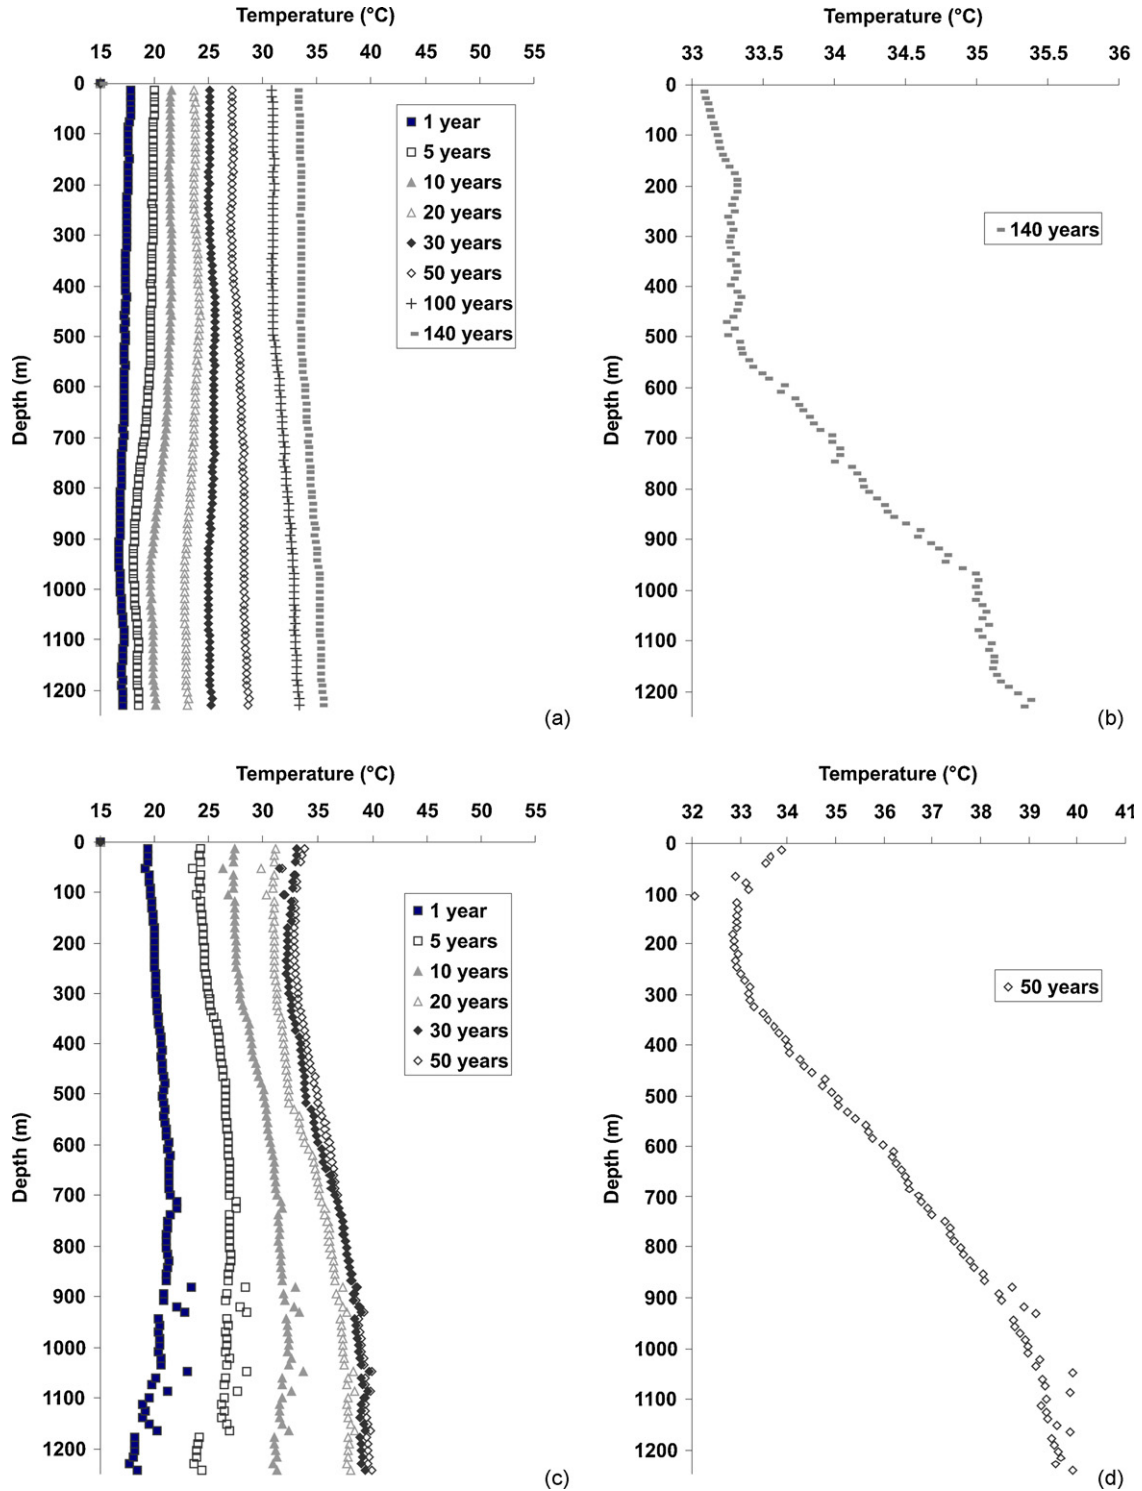 Temperature (°C)
15 20 25 30 35 40 45 50 55
0
100
200
300
400
500
600
700
800
900
1000
1100
1200
Depth (m)
1 year
5 years
10 years
20 years
30 years
50 years
100 years
140 years
(a)
Temperature (°C)
33 33.5 34 34.5 35 35.5 36
0
100
200
300
400
500
600
700
800
900
1000
1100
1200
Depth (m)
140 years
(b)
Temperature (°C)
15 20 25 30 35 40 45 50 55
0
100
200
300
400
500
600
700
800
900
1000
1100
1200
Depth (m)
1 year
5 years
10 years
20 years
30 years
50 years
(c)
Temperature (°C)
32 33 34 35 36 37 38 39 40 41
0
100
200
300
400
500
600
700
800
900
1000
1100
1200
Depth (m)
50 years
(d)